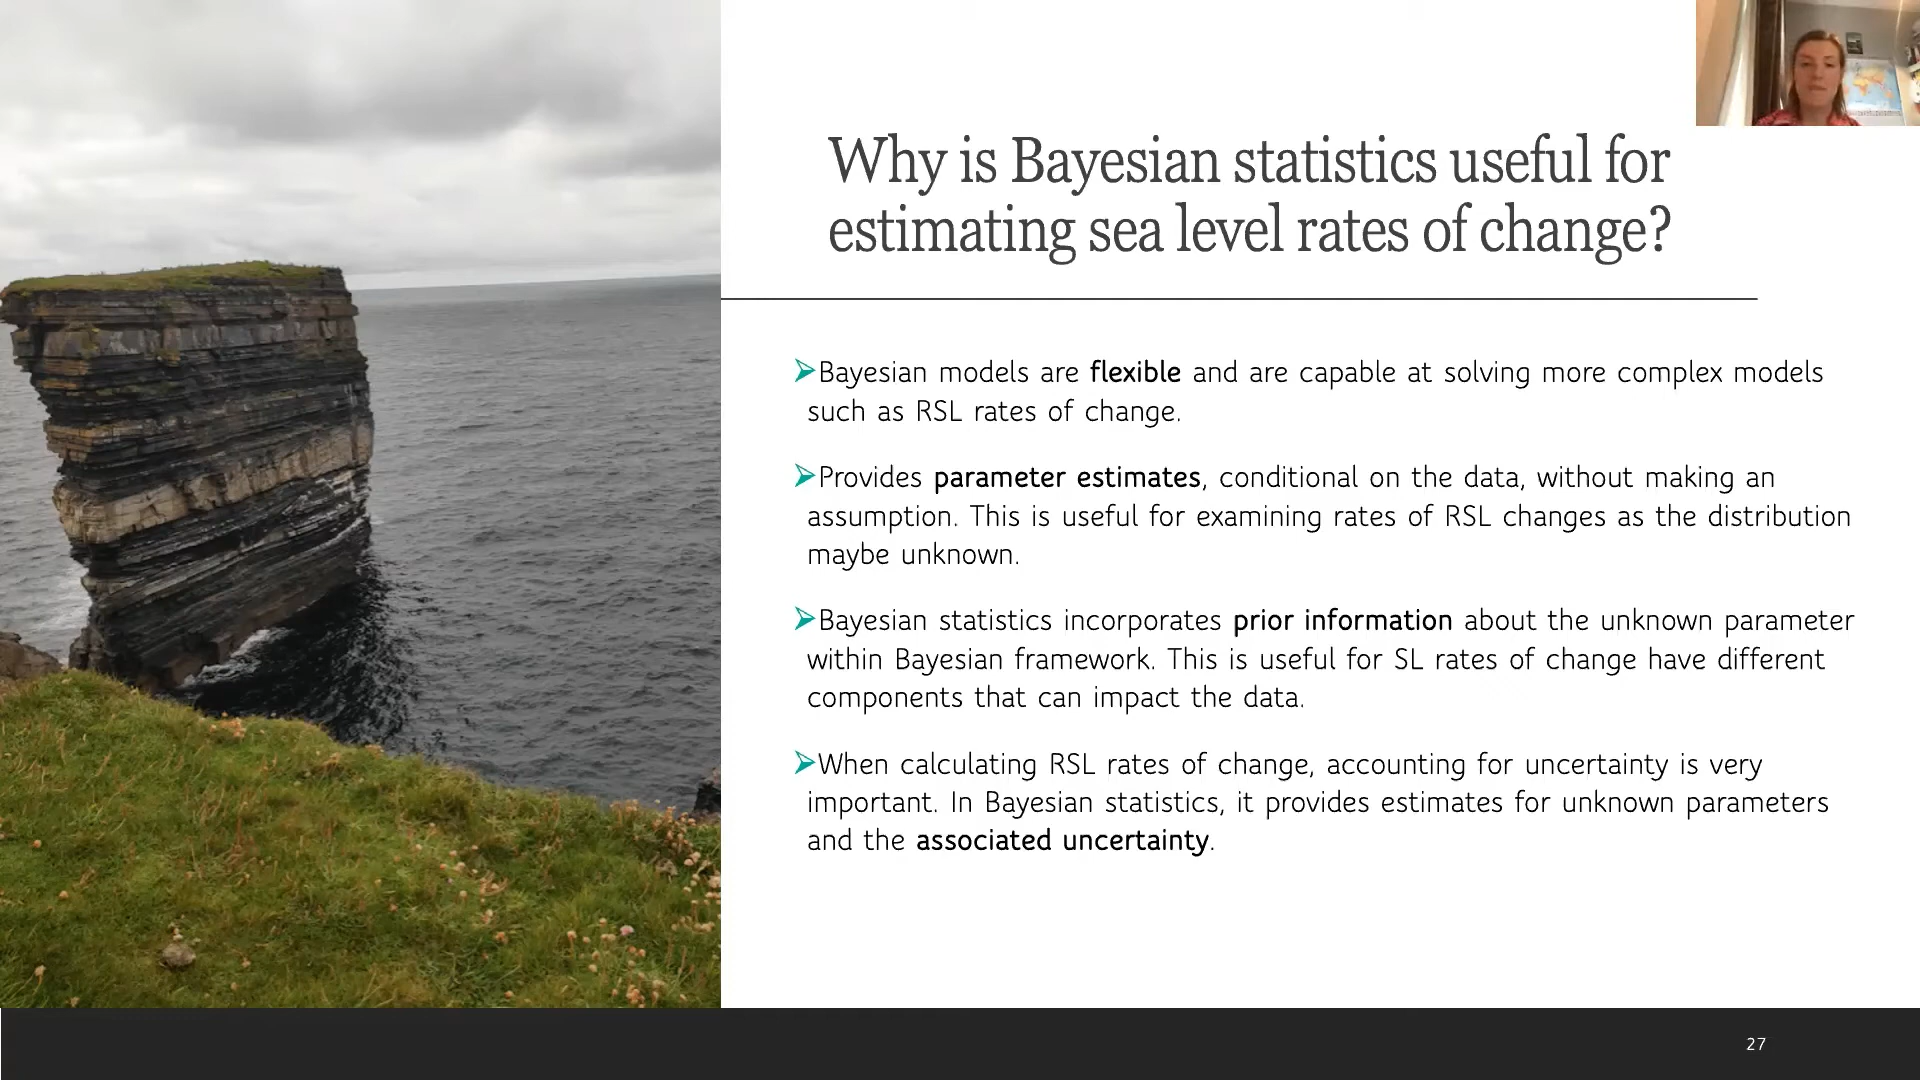 Why is Bayesian statistics useful for
estimating sea level rates of change?
➢Bayesian models are flexible and are capable at solving more complex models
such as RSL rates of change.
➢Provides parameter estimates, conditional on the data, without making an
assumption. This is useful for examining rates of RSL changes as the distribution
maybe unknown.
➢Bayesian statistics incorporates prior information about the unknown parameter
within Bayesian framework. This is useful for SL rates of change have different
components that can impact the data.
➢When calculating RSL rates of change, accounting for uncertainty is very
important. In Bayesian statistics, it provides estimates for unknown parameters
and the associated uncertainty.
27